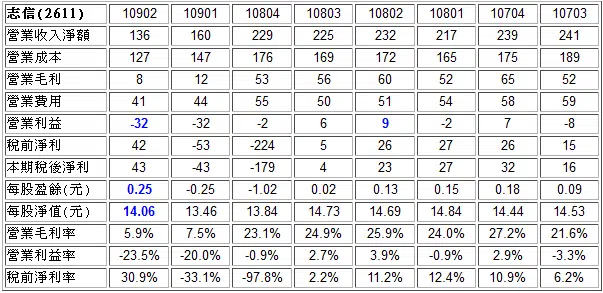 志信(2611) 10902 10901 10804 10803 10802 10801 10704 10703
營業收入淨額 136 160 229 225 232 217 239 241
營業成本 127 147 176 169 172 165 175 189
營業毛利 8 12 53 56 60 52 65 52
營業費用 41 44 55 50 51 54 58 59
營業利益 -32 -32 -2 6 9 -2 7 -8
稅前淨利 42 -53 -224 5 26 27 26 15
本期稅後淨利 43 -43 -179 4 23 27 32 16
每股盈餘(元) 0.25 -0.25 -1.02 0.02 0.13 0.15 0.18 0.09
每股淨值(元) 14.06 13.46 13.84 14.73 14.69 14.84 14.44 14.53
營業毛利率 5.9% 7.5% 23.1% 24.9% 25.9% 24.0% 27.2% 21.6%
營業利益率 -23.5% -20.0% -0.9% 2.7% 3.9% -0.9% 2.9% -3.3%
稅前淨利率 30.9% -33.1% -97.8% 2.2% 11.2% 12.4% 10.9% 6.2%